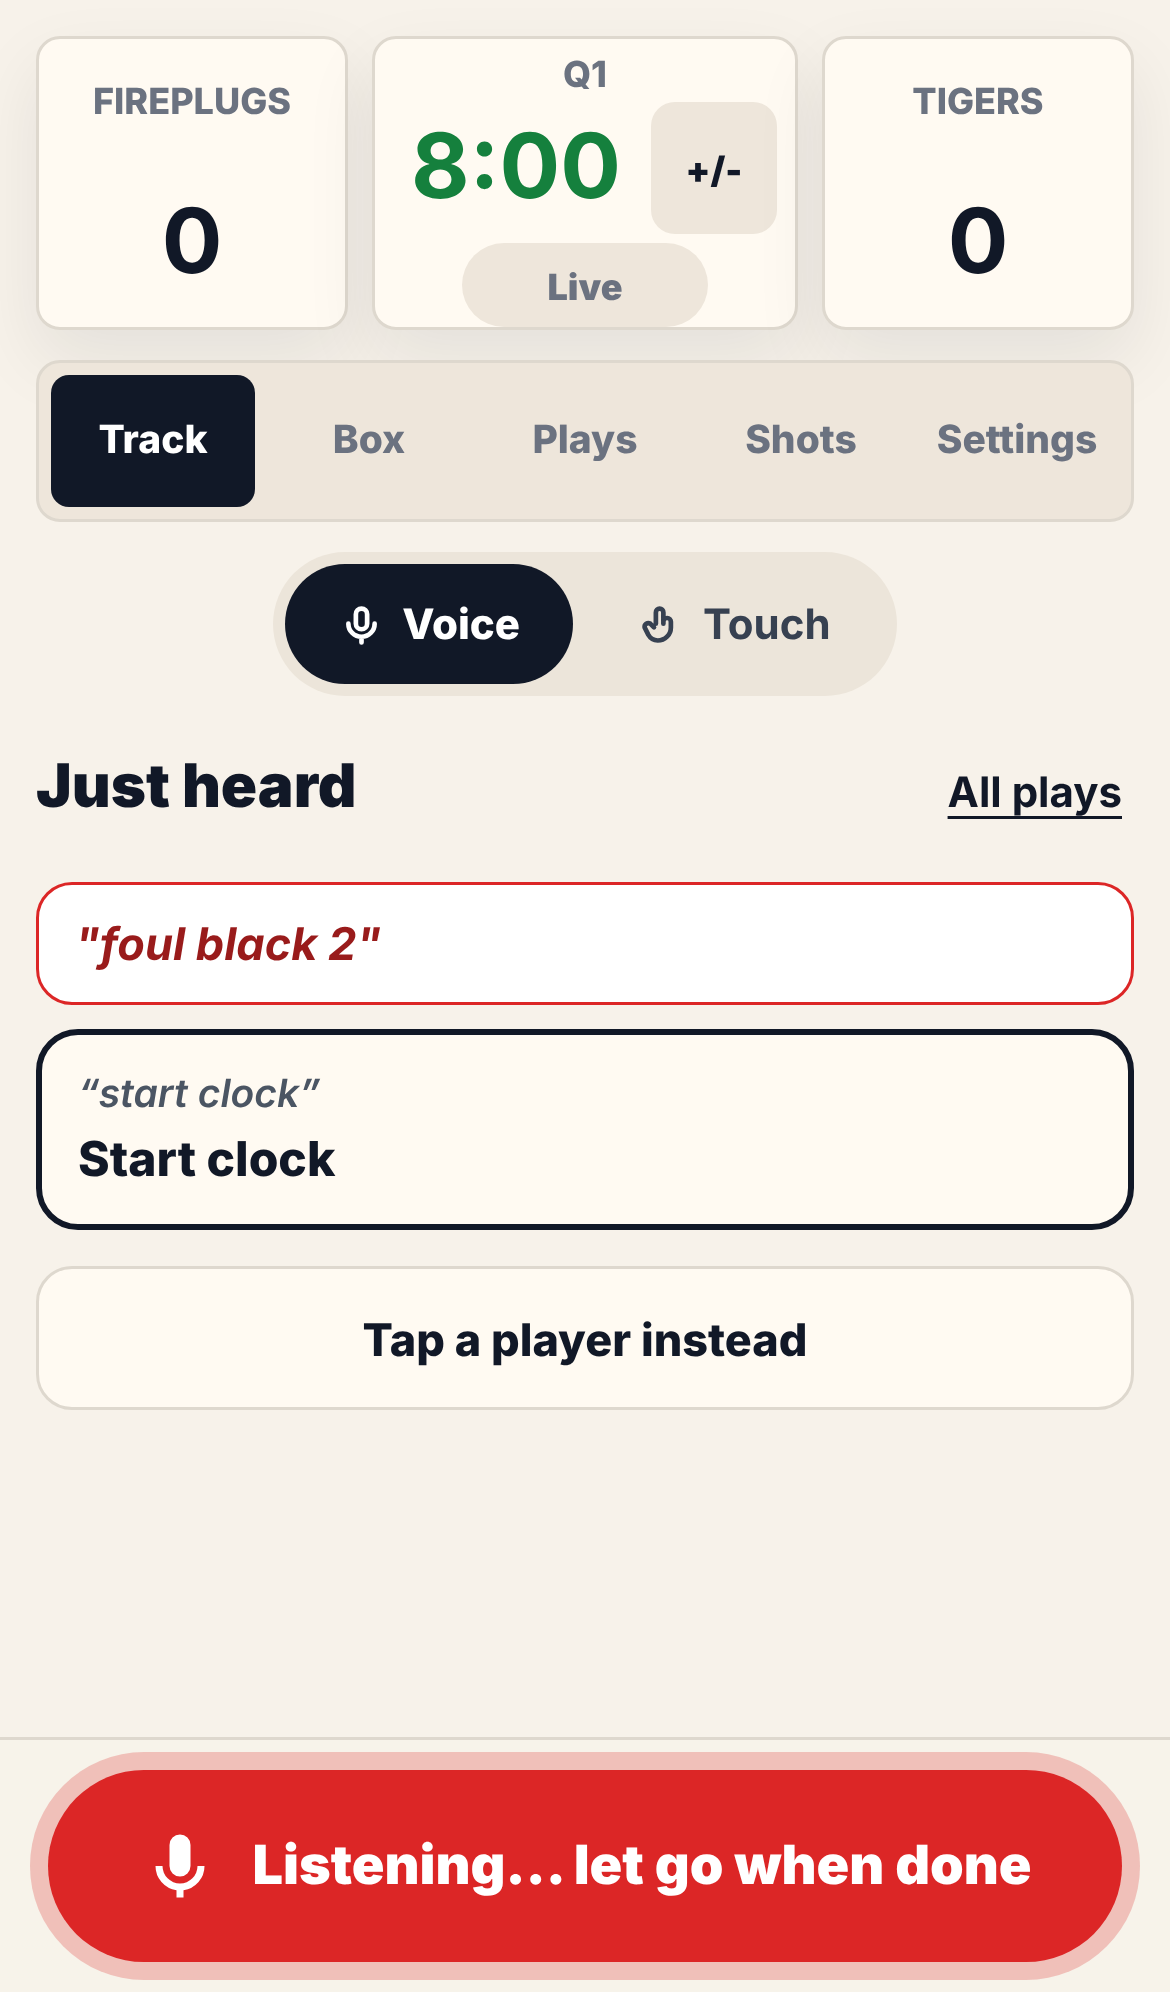 FIREPLUGS
0
Q1
8:00
+/-
Live
TIGERS
0
Track Box Plays Shots Settings
Voice Touch
Just heard
All plays
"foul black 2"
“start clock”
Start clock
Tap a player instead
Listening... let go when done